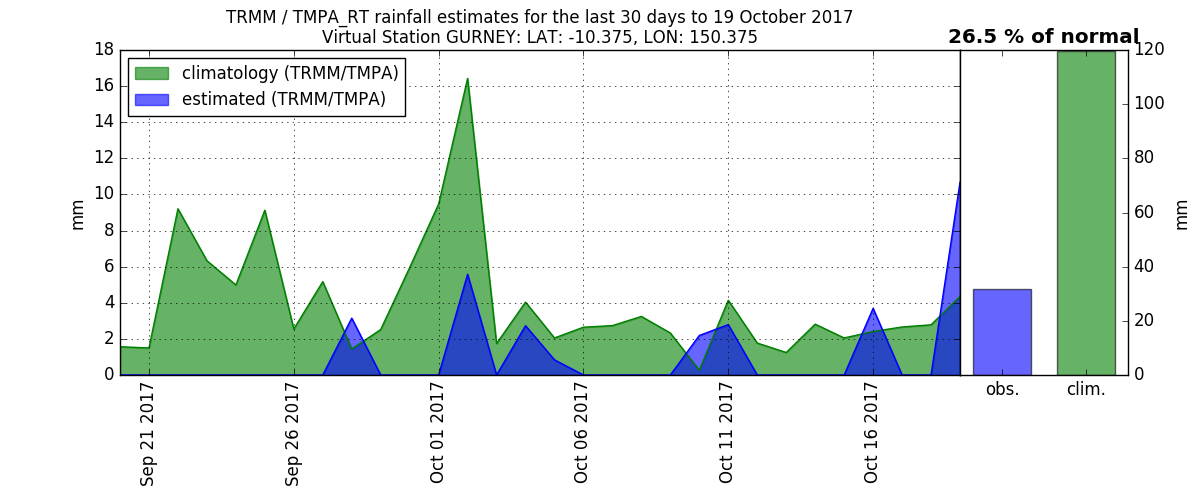 TRMM / TMPA_RT rainfall estimates for the last 30 days to 19 October 2017
Virtual Station GURNEY: LAT: -10.375, LON: 150.375
26.5 % of normal
climatology (TRMM/TMPA)
estimated (TRMM/TMPA)
18
16
14
12
10
8
6
4
2
0
mm
Sep 21 2017
Sep 26 2017
Oct 01 2017
Oct 06 2017
Oct 11 2017
Oct 16 2017
obs.
clim.
120
100
80
60
40
20
0
mm